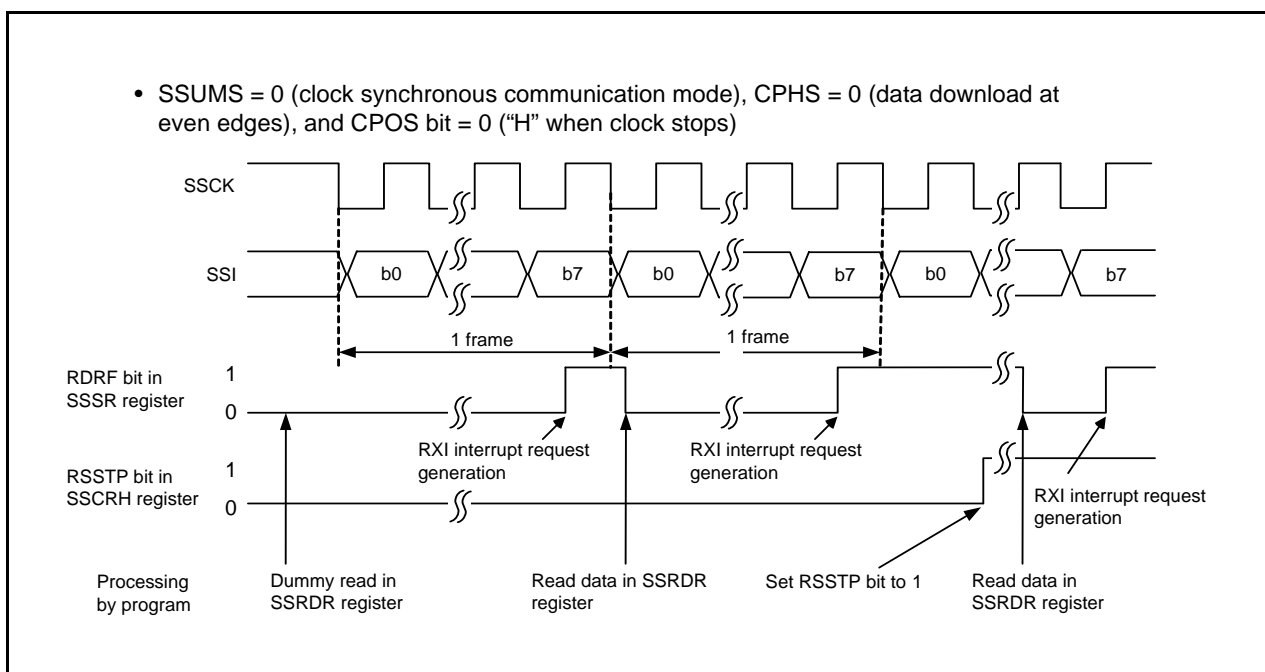 • SSUMS = 0 (clock synchronous communication mode), CPHS = 0 (data download at
even edges), and CPOS bit = 0 (“H” when clock stops)
SSCK
SSI
b0
b7
b0
b7
b0
b7
1 frame
1 frame
RDRF bit in
SSSR register
1
0
RXI interrupt request
generation
RXI interrupt request
generation
RSSTP bit in
SSCRH register
1
0
RXI interrupt request
generation
Processing
by program
Dummy read in
SSRDR register
Read data in SSRDR
register
Set RSSTP bit to 1
Read data in
SSRDR register